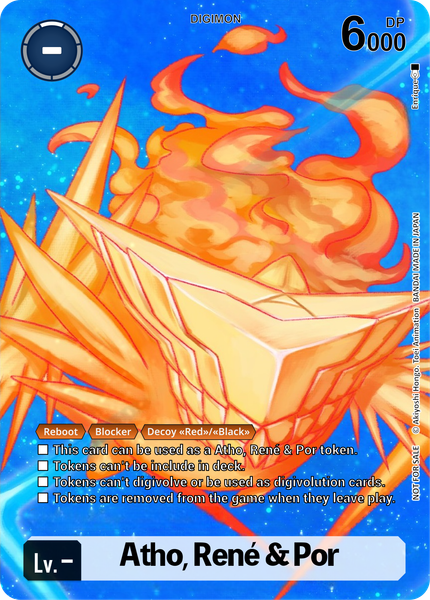 DIGIMON
-
DP
6000
Enrique
NOT FOR SALE © Akiyoshi Hongo, Toei Animation BANDAI MADE IN JAPAN
Reboot Blocker Decoy «Red»/«Black»
☐ This card can be used as a Atho, René & Por token.
☐ Tokens can't be include in deck.
☐ Tokens can't digivolve or be used as digivolution cards.
☐ Tokens are removed from the game when they leave play.
Lv.-
Atho, René & Por